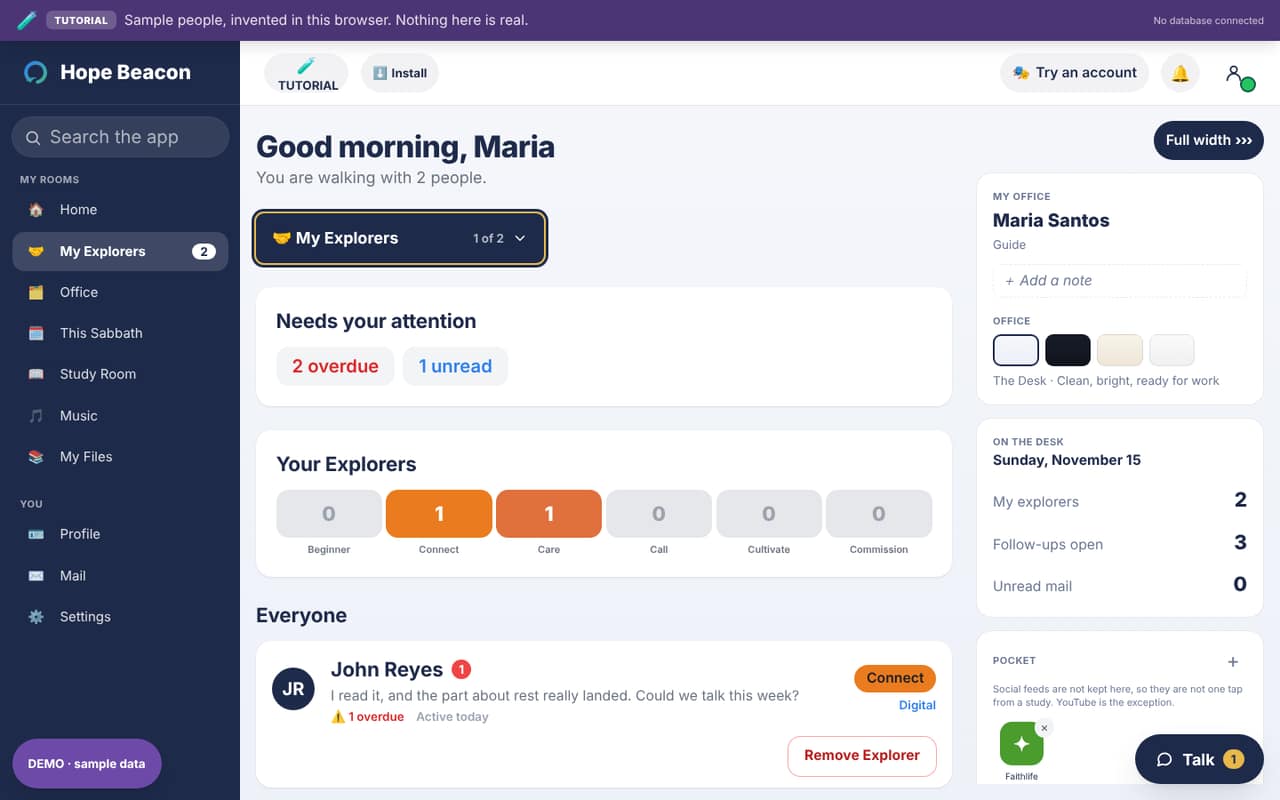 TUTORIAL Sample people, invented in this browser. Nothing here is real.
No database connected
Hope Beacon
TUTORIAL
Install
Try an account
Search the app
MY ROOMS
Home
My Explorers 2
Office
This Sabbath
Study Room
Music
My Files
YOU
Profile
Mail
Settings
DEMO · sample data
Good morning, Maria
You are walking with 2 people.
My Explorers 1 of 2
Needs your attention
2 overdue 1 unread
Your Explorers
0 1 1 0 0 0
Beginner Connect Care Call Cultivate Commission
Everyone
JR
John Reyes 1
I read it, and the part about rest really landed. Could we talk this week?
1 overdue Active today
Connect
Digital
Remove Explorer
Full width ›››
MY OFFICE
Maria Santos
Guide
+ Add a note
OFFICE
The Desk · Clean, bright, ready for work
ON THE DESK
Sunday, November 15
My explorers 2
Follow-ups open 3
Unread mail 0
POCKET +
Social feeds are not kept here, so they are not one tap
from a study. YouTube is the exception.
×
Faithlife
Talk 1